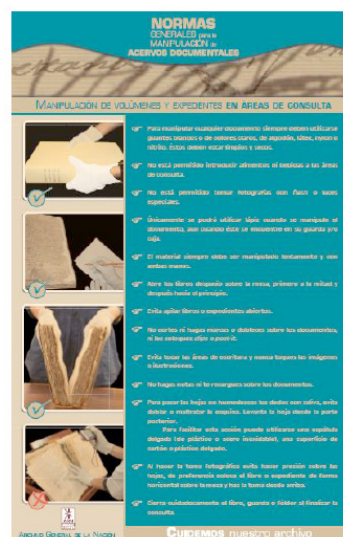 NORMAS
GENERALES para la
MANIPULACIÓN de
ACERVOS DOCUMENTALES
MANIPULACIÓN DE VOLÚMENES Y EXPEDIENTES EN ÁREAS DE CONSULTA
Para manipular cualquier documento siempre deben utilizarse
guantes blancos o de colores claros, de algodón, látex, nylon o
nitrilo. Éstos deben estar limpios y secos.
No está permitido introducir alimentos ni bebidas a las áreas
de consulta.
No está permitido tomar fotografías con flash o luces
especiales.
Únicamente se podrá utilizar lápiz cuando se manipule el
documento, aun cuando éste se encuentre en su guarda y/o
caja.
El material siempre debe ser manipulado lentamente y con
ambas manos.
Abre los libros despacio sobre la mesa, primero a la mitad y
después hacia el principio.
Evita apilar libros o expedientes abiertos.
No cortes ni hagas marcas o dobleces sobre los documentos,
ni les coloques clips o post-it.
Evita tocar las áreas de escritura y nunca toques las imágenes
o ilustraciones.
No hagas notas ni te recargues sobre los documentos.
Para pasar las hojas no humedezcas los dedos con saliva, evita
doblar o maltratar la esquina. Levanta la hoja desde la parte
posterior.
Para facilitar esta acción puede utilizarse una espátula
delgada (de plástico o acero inoxidable), una superficie de
cartón o plástico delgado.
Al hacer la toma fotográfica evita hacer presión sobre las
hojas, de preferencia coloca el libro o expediente de forma
horizontal sobre la mesa y haz la toma desde arriba.
Cierra cuidadosamente el libro, guarda o fólder al finalizar la
consulta.
ARCHIVO GENERAL DE LA NACIÓN
CUIDEMOS nuestro archivo